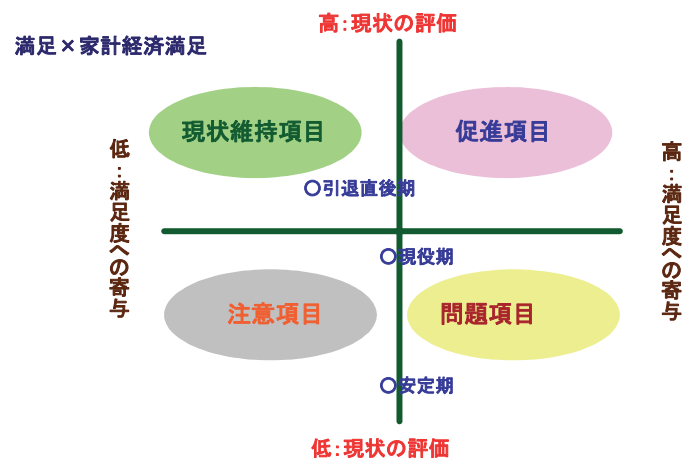 高：現状の評価
満足×家計経済満足
現状維持項目
促進項目
低：満足度への寄与
高：満足度への寄与
○引退直後期
○現役期
注意項目
問題項目
○安定期
低：現状の評価